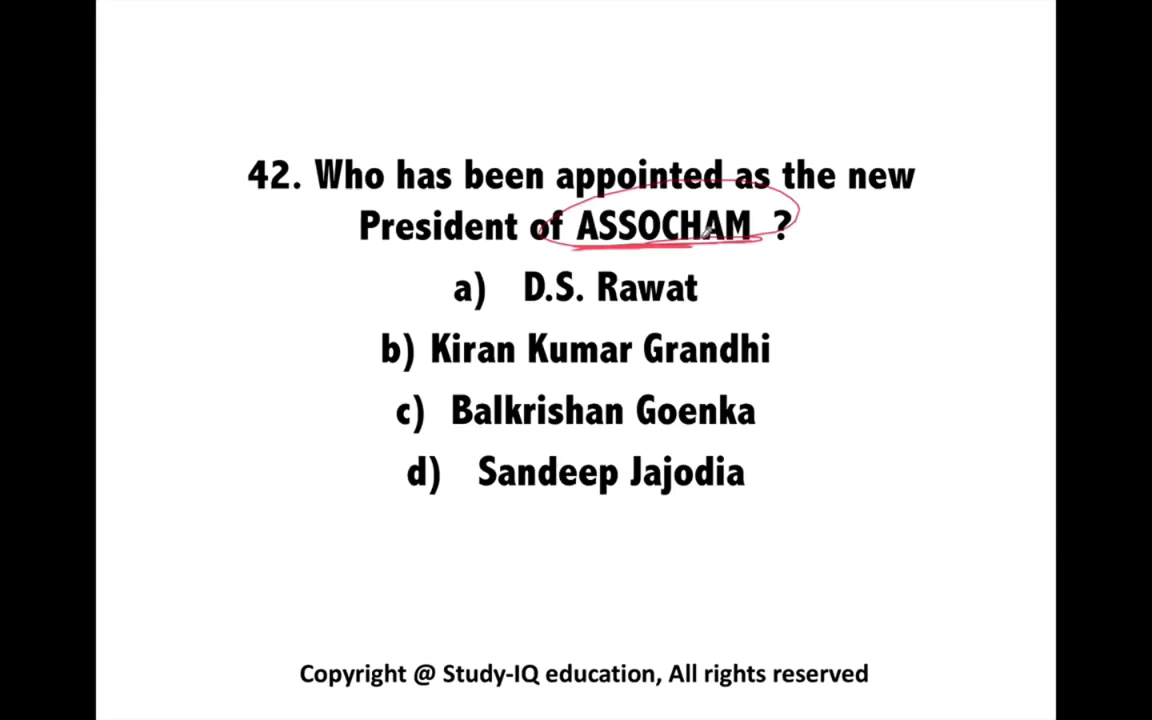 42. Who has been appointed as the new
President of ASSOCHAM ?
a) D.S. Rawat
b) Kiran Kumar Grandhi
c) Balkrishan Goenka
d) Sandeep Jajodia
Copyright @ Study-IQ education, All rights reserved